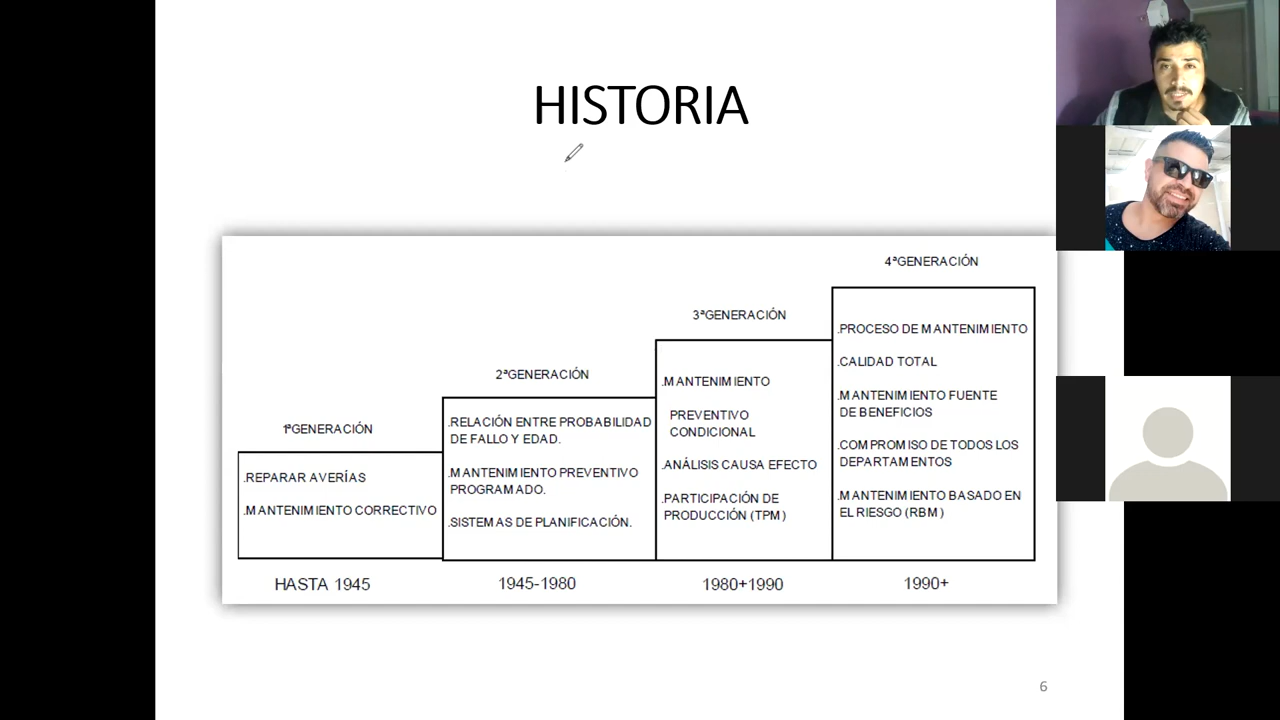 HISTORIA
1ªGENERACIÓN
.REPARAR AVERÍAS
.MANTENIMIENTO CORRECTIVO
HASTA 1945
2ªGENERACIÓN
.RELACIÓN ENTRE PROBABILIDAD
DE FALLO Y EDAD.
.MANTENIMIENTO PREVENTIVO
PROGRAMADO.
.SISTEMAS DE PLANIFICACIÓN.
1945-1980
3ªGENERACIÓN
.MANTENIMIENTO
PREVENTIVO
CONDICIONAL
.ANÁLISIS CAUSA EFECTO
.PARTICIPACIÓN DE
PRODUCCIÓN (TPM)
1980+1990
4ªGENERACIÓN
.PROCESO DE MANTENIMIENTO
.CALIDAD TOTAL
.MANTENIMIENTO FUENTE
DE BENEFICIOS
.COMPROMISO DE TODOS LOS
DEPARTAMENTOS
.MANTENIMIENTO BASADO EN
EL RIESGO (RBM)
1990+
6